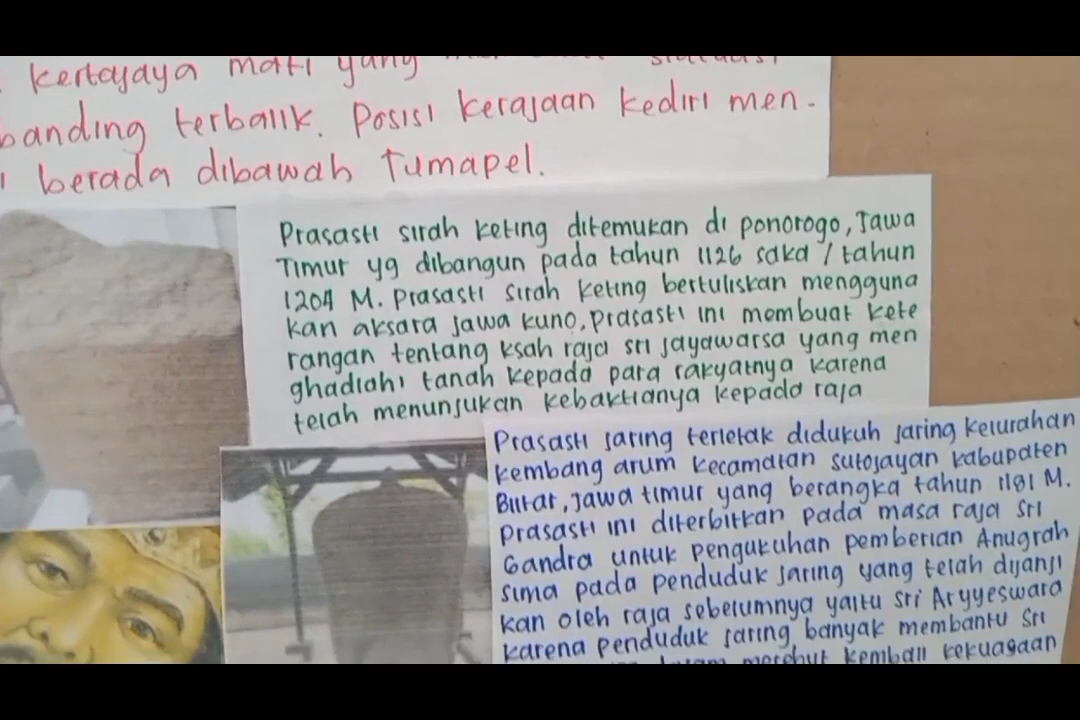 kertajaya mati yang
banding terbalik. Posisi kerajaan kediri men-
berada dibawah Tumapel.
Prasasti sirah keting ditemukan di ponorogo, Jawa
Timur yg dibangun pada tahun 1126 saka / tahun
1204 M. Prasasti sirah keting bertuliskan mengguna
kan aksara jawa kuno, prasasti ini membuat kete
rangan tentang ksah raja sri jayawarsa yang men
ghadiahi tanah kepada para rakyatnya karena
telah menunjukan kebaktianya kepada raja
Prasasti jaring terletak didukuh jaring kelurahan
kembang arum kecamatan sutojayan kabupaten
Blitar, jawa timur yang berangka tahun 1181 M.
Prasasti ini diterbitkan pada masa raja Sri
Gandra untuk pengukuhan pemberian Anugrah
sima pada penduduk jaring yang telah dijanji
kan oleh raja sebelumnya yaitu sri Aryyeswara
karena penduduk jaring banyak membantu Sri
merebut kembali kekuasaan